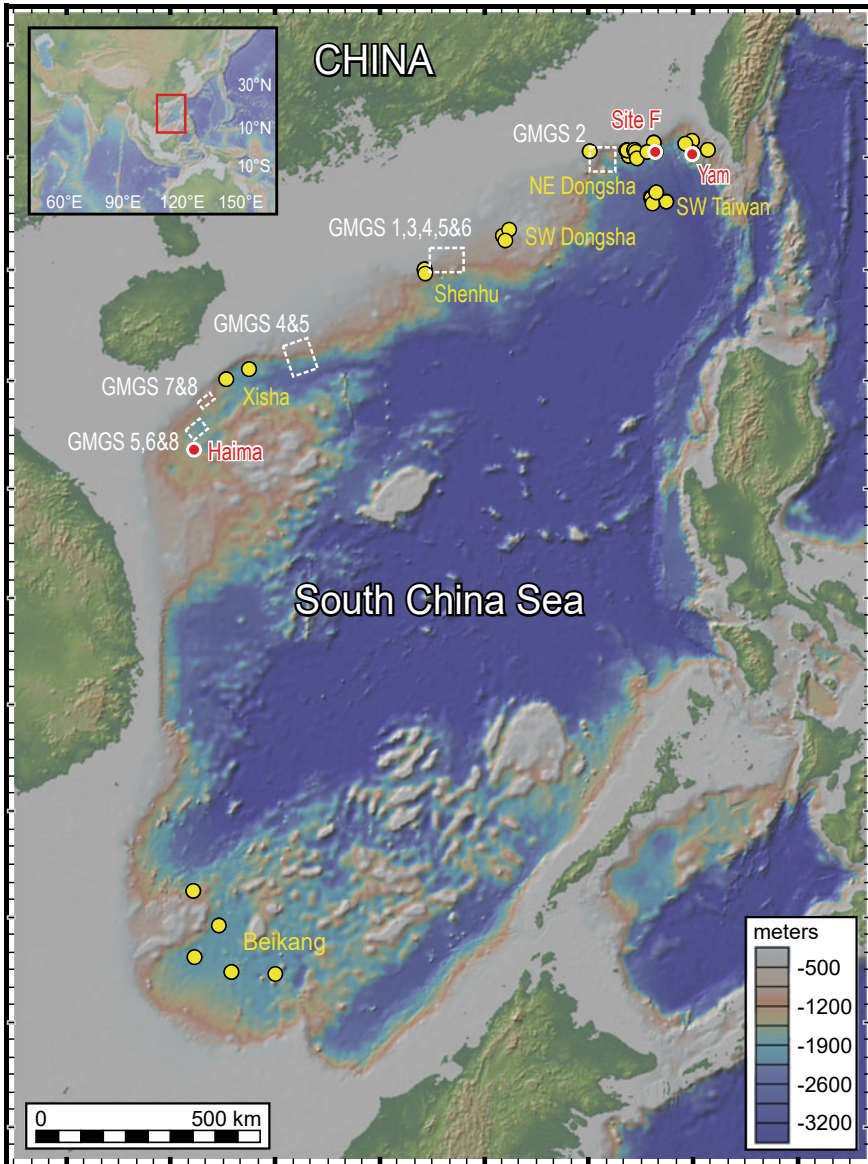 CHINA
30°N
10°N
10°S
60°E 90°E 120°E 150°E
Site F
GMGS 2
Yam
NE Dongsha
SW Taiwan
GMGS 1,3,4,5&6
SW Dongsha
Shenhu
GMGS 4&5
GMGS 7&8
Xisha
GMGS 5,6&8
Haima
South China Sea
Beikang
meters
-500
-1200
-1900
-2600
-3200
0 500 km